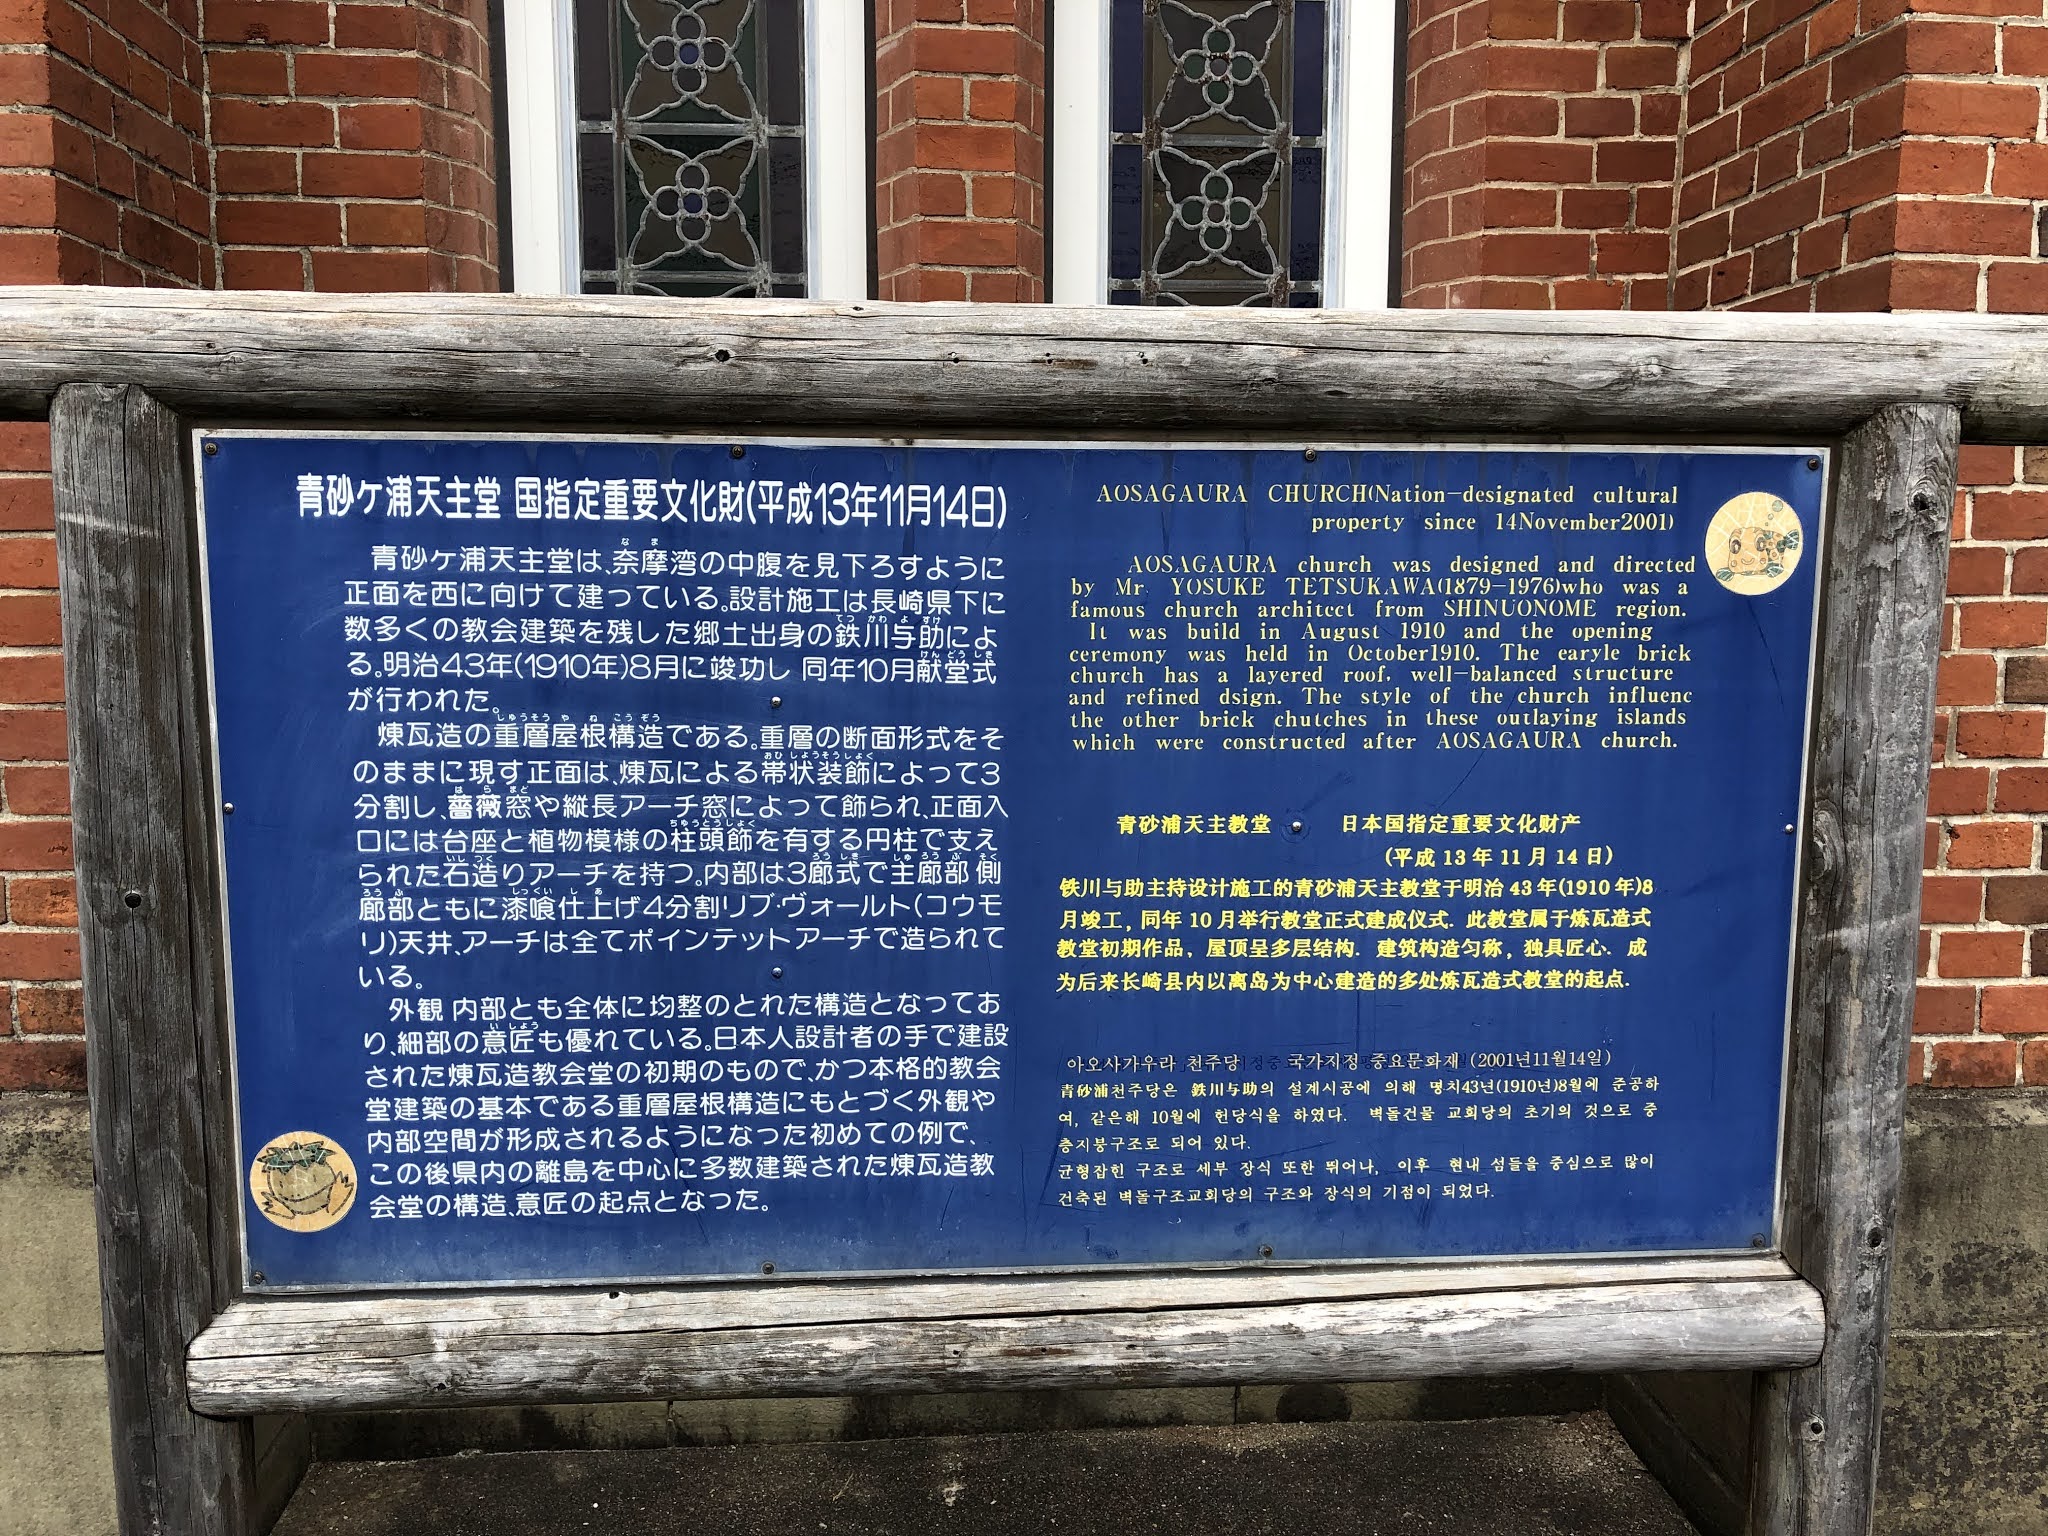 青砂ケ浦天主堂 国指定重要文化財(平成13年11月14日)
青砂ケ浦天主堂は、奈摩湾の中腹を見下ろすように
正面を西に向けて建っている。設計施工は長崎県下に
数多くの教会建築を残した郷土出身の鉄川与助によ
る。明治43年(1910年)8月に竣功し 同年10月献堂式
が行われた。
煉瓦造の重層屋根構造である。重層の断面形式をそ
のままに現す正面は、煉瓦による帯状装飾によって3
分割し、薔薇窓や縦長アーチ窓によって飾られ、正面入
口には台座と植物模様の柱頭飾を有する円柱で支え
られた石造りアーチを持つ。内部は3廊式で主廊部 側
廊部ともに漆喰仕上げ4分割リブ・ヴォールト(コウモ
リ)天井、アーチは全てポインテットアーチで造られて
いる。
外観 内部とも全体に均整のとれた構造となってお
り、細部の意匠も優れている。日本人設計者の手で建設
された煉瓦造教会堂の初期のもので、かつ本格的教会
堂建築の基本である重層屋根構造にもとづく外観や
内部空間が形成されるようになった初めての例で、
この後県内の離島を中心に多数建築された煉瓦造教
会堂の構造、意匠の起点となった。
AOSAGAURA CHURCH(Nation-designated cultural
property since 14November2001)
AOSAGAURA church was designed and directed
by Mr. YOSUKE TETSUKAWA(1879-1976)who was a
famous church architect from SHINUONOME region.
It was build in August 1910 and the opening
ceremony was held in October1910. The earyle brick
church has a layered roof, well-balanced structure
and refined dsign. The style of the church influenc
the other brick chutches in these outlaying islands
which were constructed after AOSAGAURA church.
青砂浦天主教堂 日本国指定重要文化财产
(平成 13 年 11 月 14 日)
铁川与助主持设计施工的青砂浦天主教堂于明治 43 年(1910 年)8
月竣工, 同年 10 月举行教堂正式建成仪式. 此教堂属于炼瓦造式
教堂初期作品, 屋顶呈多层结构. 建筑构造匀称, 独具匠心. 成
为后来长崎县内以离岛为中心建造的多处炼瓦造式教堂的起点.
아오사가우라 천주당 국가지정 중요문화재 (2001년11월14일)
青砂浦천주당은 鉄川与助의 설계시공에 의해 명치43년(1910년)8월에 준공하
여, 같은해 10월에 헌당식을 하였다. 벽돌건물 교회당의 초기의 것으로 중
층지붕구조로 되어 있다.
균형잡힌 구조로 세부 장식 또한 뛰어나, 이후 현내 섬들을 중심으로 많이
건축된 벽돌구조교회당의 구조와 장식의 기점이 되었다.